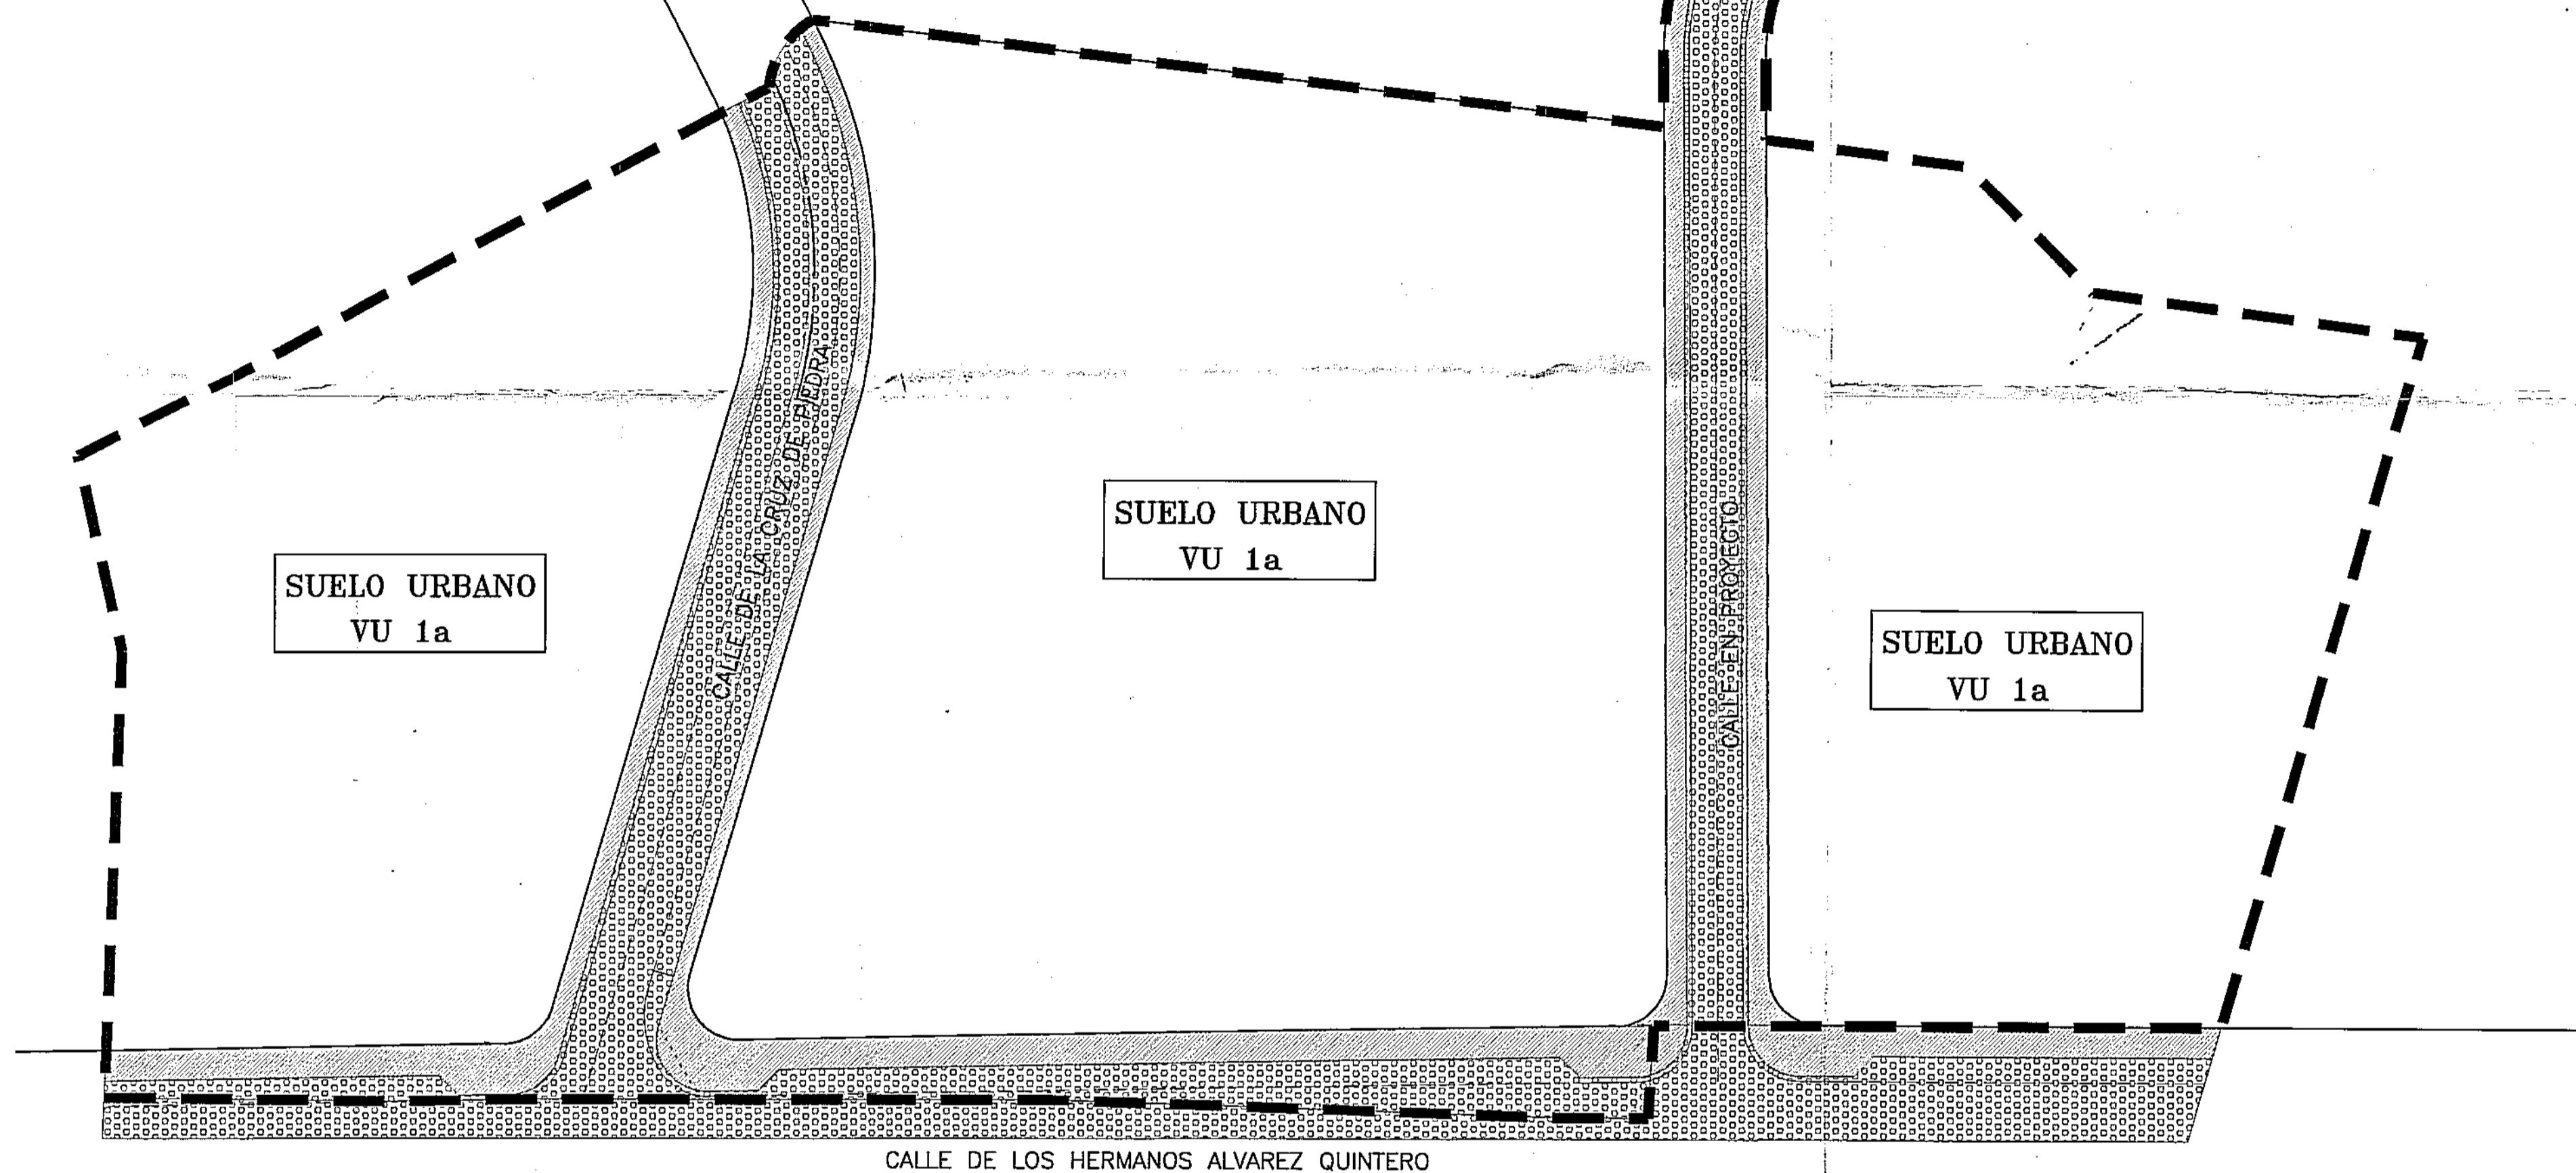 CALLE DE LA CRUZ DE PIEDRA
SUELO URBANO
VU 1a
SUELO URBANO
VU 1a
CALLE EN PROYECTO
SUELO URBANO
VU 1a
CALLE DE LOS HERMANOS ALVAREZ QUINTERO